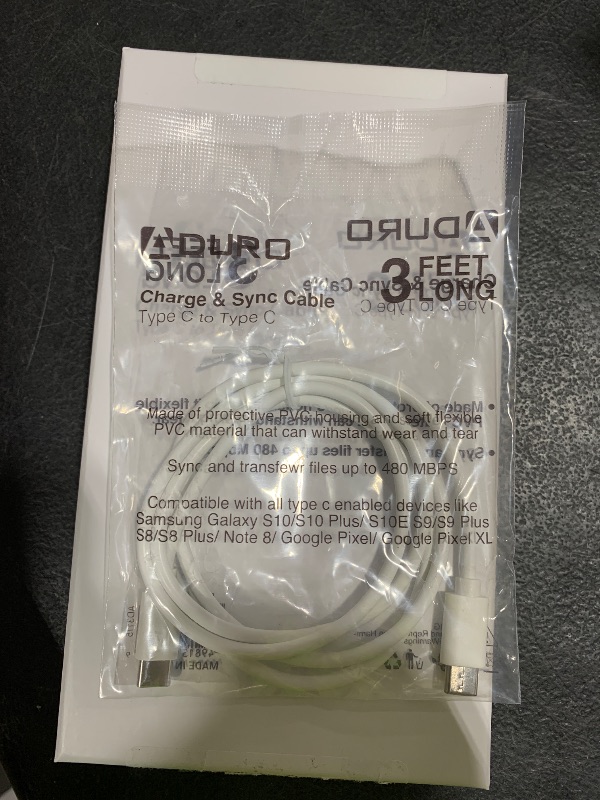 ADURO
3 FEET LONG
Charge & Sync Cable
Type C to Type C
Made of protective PVC housing and soft flexible
PVC material that can withstand wear and tear
Sync and transfewr files up to 480 MBPS
Compatible with all type c enabled devices like
Samsung Galaxy S10/S10 Plus/ S10E S9/S9 Plus
S8/S8 Plus/ Note 8/ Google Pixel/ Google Pixel XL
MADE IN